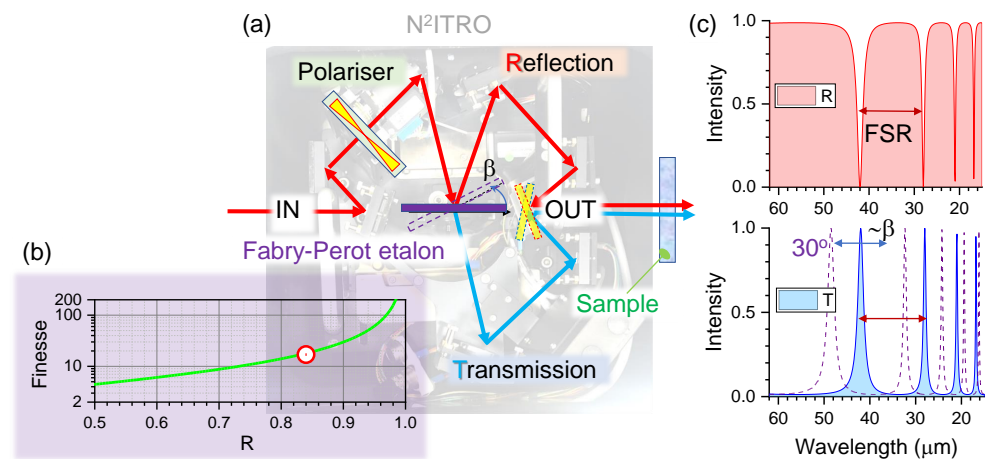 (a)
N²ITRO
Polariser
Reflection
β
IN
OUT
Fabry-Perot etalon
Sample
Transmission
(b)
200
100
10
2
Finesse
0.5 0.6 0.7 0.8 0.9 1.0
R
(c)
1.0
0.5
0.0
Intensity
R
FSR
60 50 40 30 20
1.0
0.5
0.0
Intensity
30º
~β
T
60 50 40 30 20
Wavelength (μm)